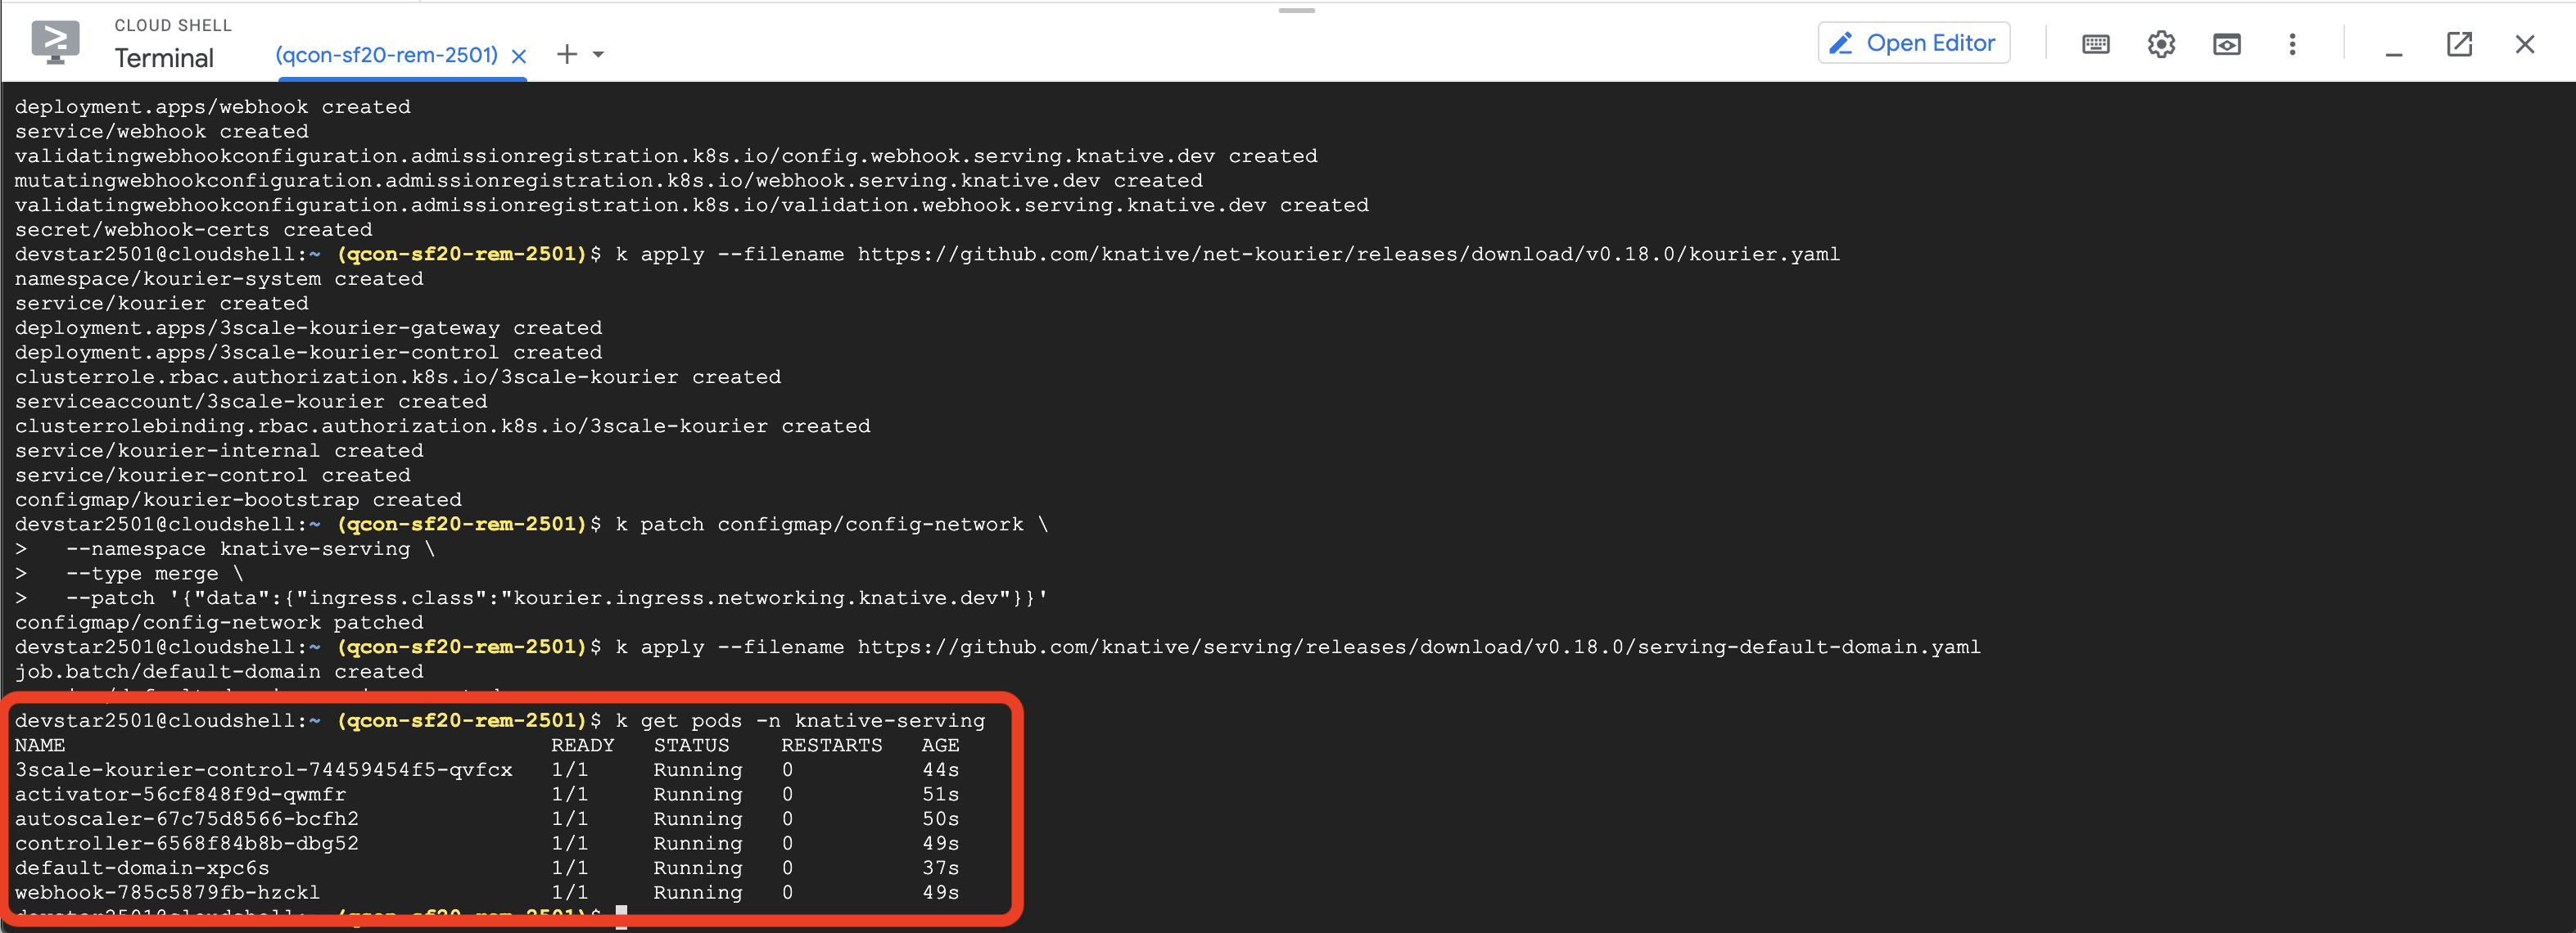 CLOUD SHELL
Terminal
(qcon-sf20-rem-2501)
Open Editor
deployment.apps/webhook created
service/webhook created
validatingwebhookconfiguration.admissionregistration.k8s.io/config.webhook.serving.knative.dev created
mutatingwebhookconfiguration.admissionregistration.k8s.io/webhook.serving.knative.dev created
validatingwebhookconfiguration.admissionregistration.k8s.io/validation.webhook.serving.knative.dev created
secret/webhook-certs created
devstar2501@cloudshell:~ (qcon-sf20-rem-2501)$ k apply --filename https://github.com/knative/net-kourier/releases/download/v0.18.0/kourier.yaml
namespace/kourier-system created
service/kourier created
deployment.apps/3scale-kourier-gateway created
deployment.apps/3scale-kourier-control created
clusterrole.rbac.authorization.k8s.io/3scale-kourier created
serviceaccount/3scale-kourier created
clusterrolebinding.rbac.authorization.k8s.io/3scale-kourier created
service/kourier-internal created
service/kourier-control created
configmap/kourier-bootstrap created
devstar2501@cloudshell:~ (qcon-sf20-rem-2501)$ k patch configmap/config-network \
>   --namespace knative-serving \
>   --type merge \
>   --patch '{"data":{"ingress.class":"kourier.ingress.networking.knative.dev"}}'
configmap/config-network patched
devstar2501@cloudshell:~ (qcon-sf20-rem-2501)$ k apply --filename https://github.com/knative/serving/releases/download/v0.18.0/serving-default-domain.yaml
job.batch/default-domain created
devstar2501@cloudshell:~ (qcon-sf20-rem-2501)$ k get pods -n knative-serving
NAME READY STATUS RESTARTS AGE
3scale-kourier-control-74459454f5-qvfcx 1/1 Running 0 44s
activator-56cf848f9d-qwmfr 1/1 Running 0 51s
autoscaler-67c75d8566-bcfh2 1/1 Running 0 50s
controller-6568f84b8b-dbg52 1/1 Running 0 49s
default-domain-xpc6s 1/1 Running 0 37s
webhook-785c5879fb-hzckl 1/1 Running 0 49s
devstar2501@cloudshell:~ (qcon-sf20-rem-2501)$